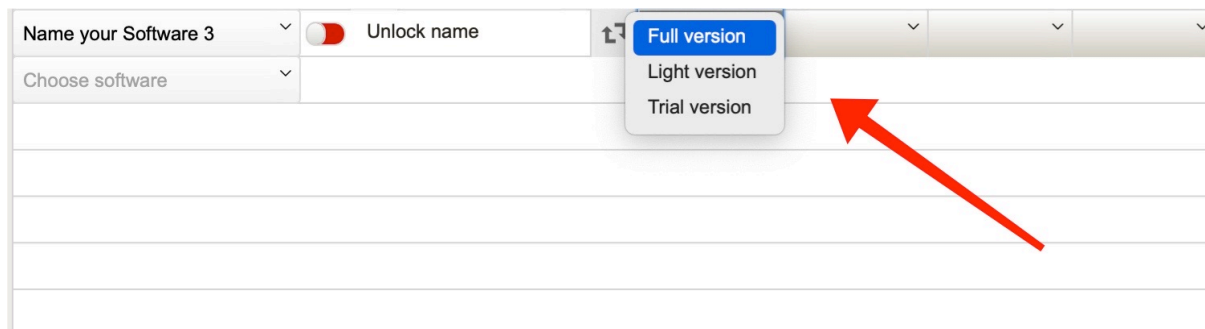 Name your Software 3
Unlock name
Full version
Light version
Trial version
Choose software